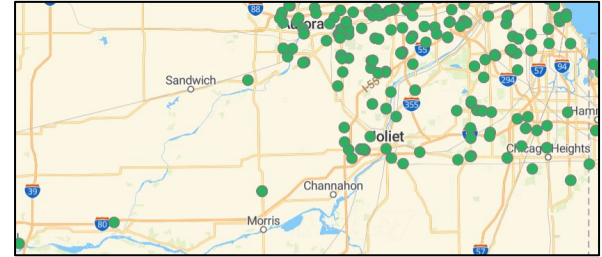 88
Aurora
55
Sandwich
294
57
94
I-55
355
Hamm
Joliet
Chicago Heights
39
Channahon
80
Morris
57